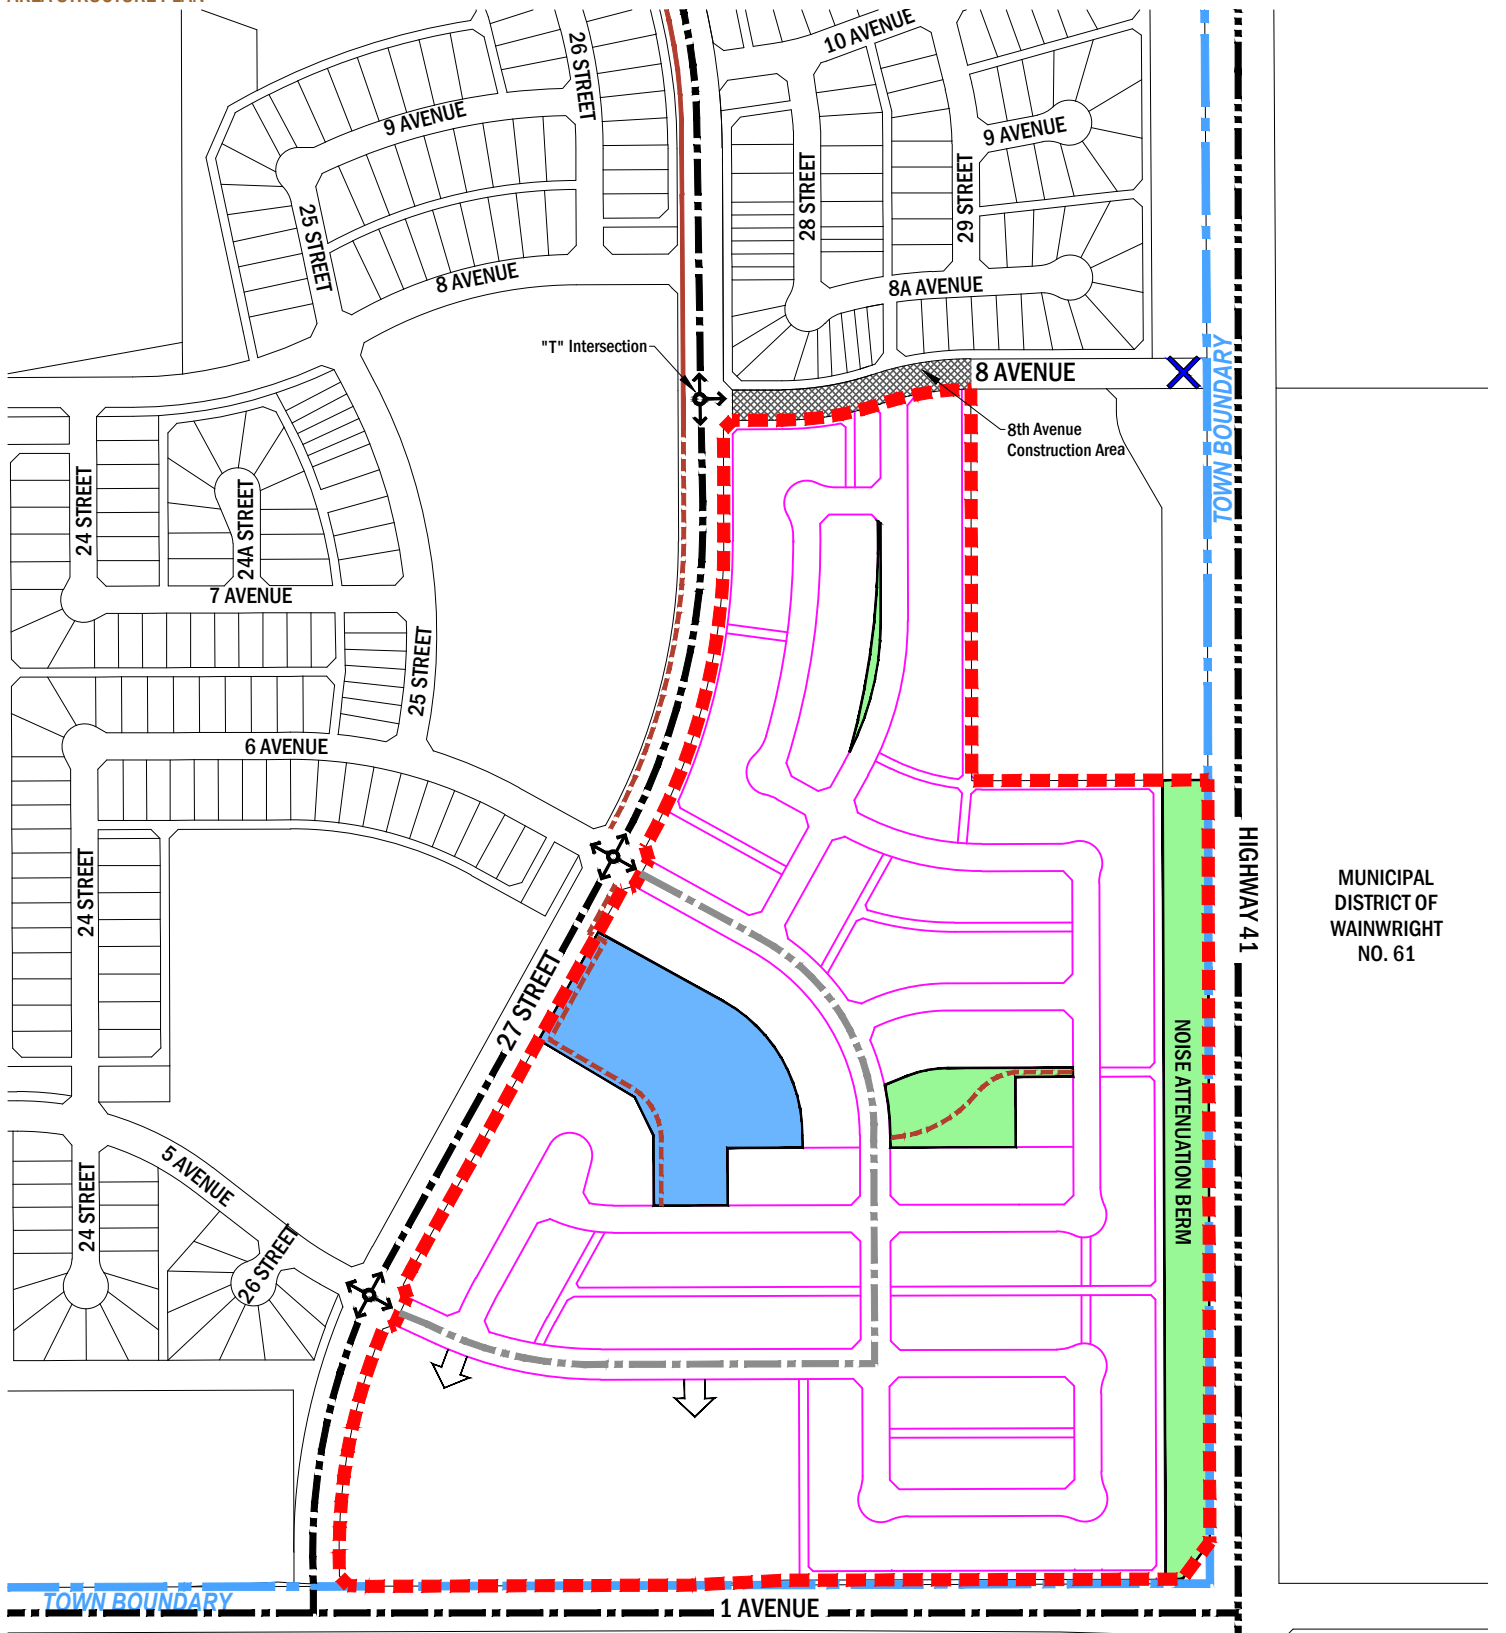 AREA STRUCTURE PLAN
10 AVENUE
26 STREET
9 AVENUE
9 AVENUE
28 STREET
29 STREET
25 STREET
8 AVENUE
8A AVENUE
"T" Intersection
8 AVENUE
TOWN BOUNDARY
8th Avenue
Construction Area
24 STREET
24A STREET
7 AVENUE
25 STREET
6 AVENUE
24 STREET
HIGHWAY 41
MUNICIPAL
DISTRICT OF
WAINWRIGHT
NO. 61
27 STREET
NOISE ATTENUATION BERM
5 AVENUE
24 STREET
26 STREET
TOWN BOUNDARY
1 AVENUE